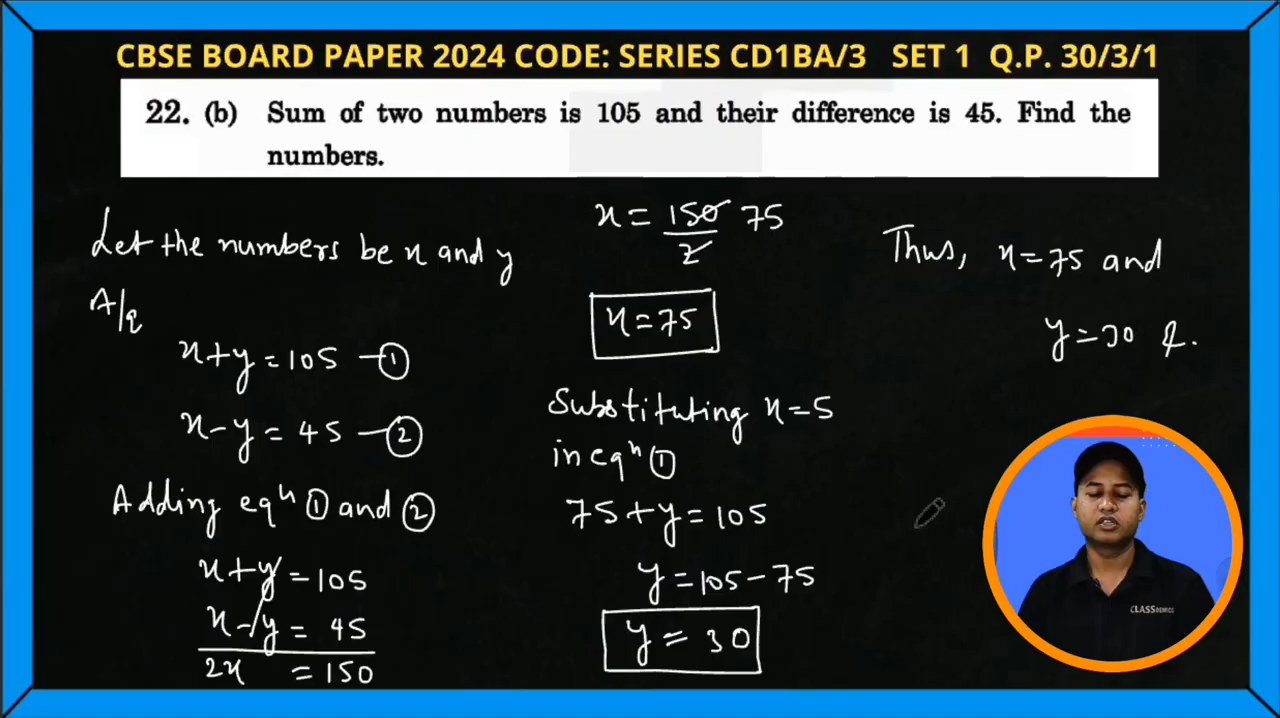 CBSE BOARD PAPER 2024 CODE: SERIES CD1BA/3 SET 1 Q.P. 30/3/1
22. (b) Sum of two numbers is 105 and their difference is 45. Find the
numbers.
Let the numbers be x and y
A/q
x+y=105 —①
x-y=45 —②
Adding eqⁿ ① and ②
x+y=105
x-y=45
2x =150
x=150/2 75
x=75
Substituting x=5
in eqⁿ ①
75+y=105
y=105-75
y=30
Thus, x=75 and
y=30